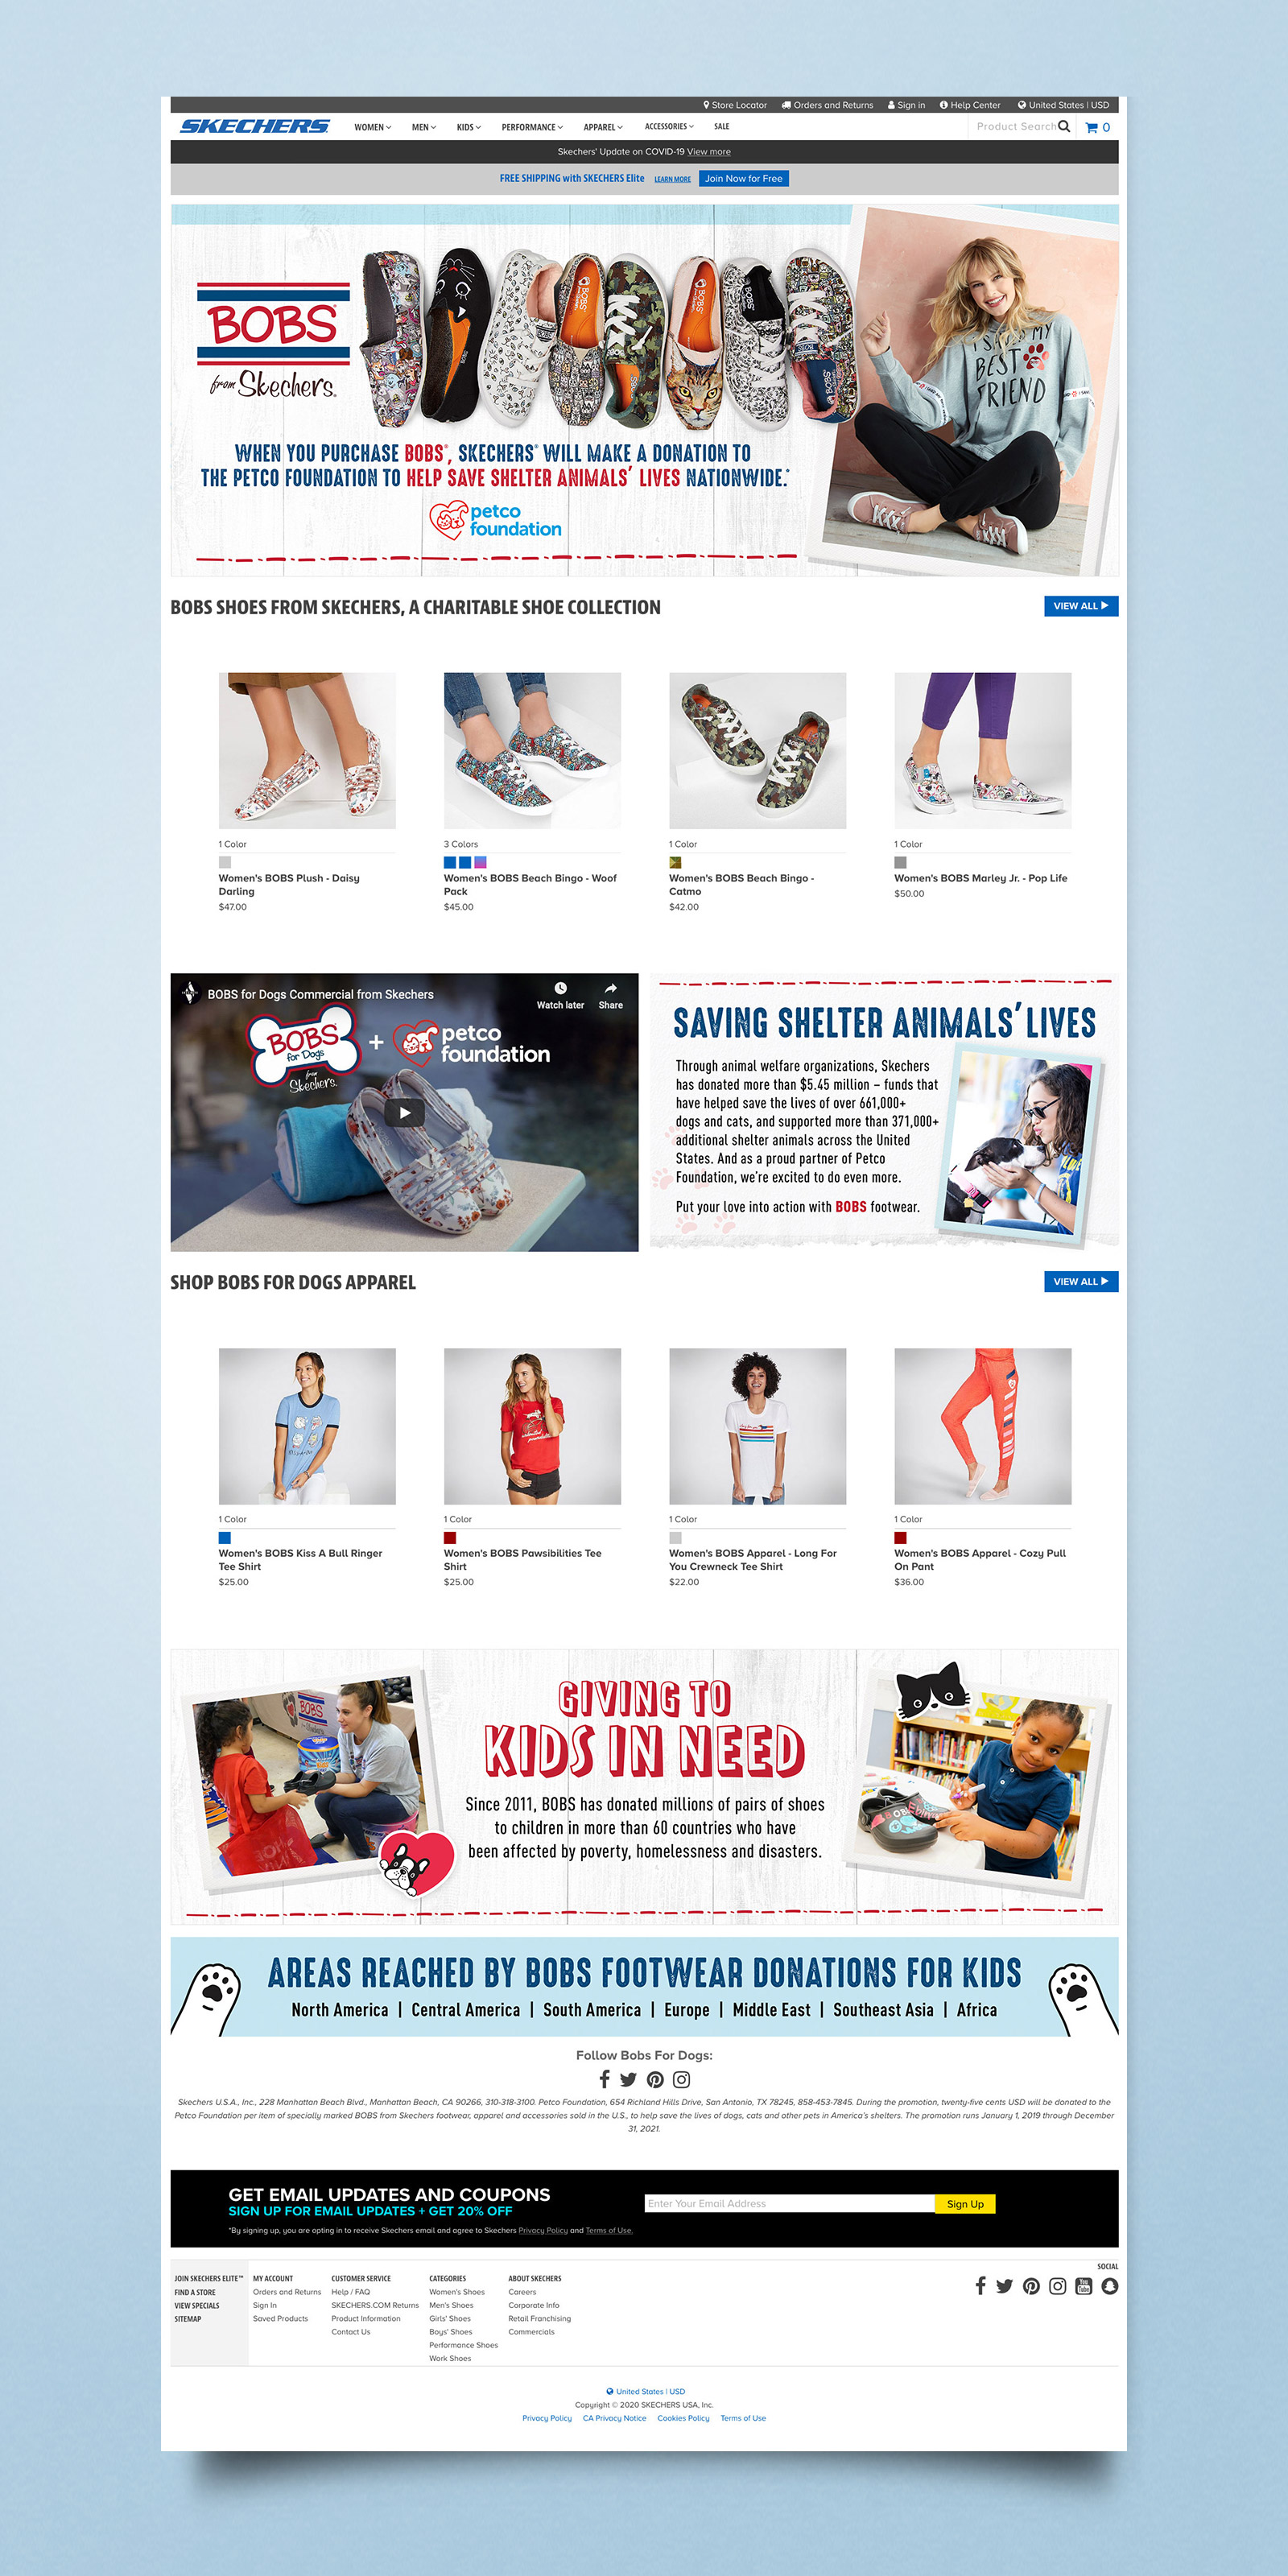 Store Locator Orders and Returns Sign in Help Center United States | USD
SKECHERS WOMEN MEN KIDS PERFORMANCE APPAREL ACCESSORIES SALE Product Search 0
Skechers' Update on COVID-19 View more
FREE SHIPPING with SKECHERS Elite LEARN MORE Join Now for Free
BOBS
from Skechers.
MY
BEST
FRIEND
WHEN YOU PURCHASE BOBS®, SKECHERS® WILL MAKE A DONATION TO
THE PETCO FOUNDATION TO HELP SAVE SHELTER ANIMALS' LIVES NATIONWIDE.*
petco
foundation
BOBS SHOES FROM SKECHERS, A CHARITABLE SHOE COLLECTION
VIEW ALL
1 Color
Women's BOBS Plush - Daisy
Darling
$47.00
3 Colors
Women's BOBS Beach Bingo - Woof
Pack
$45.00
1 Color
Women's BOBS Beach Bingo -
Catmo
$42.00
1 Color
Women's BOBS Marley Jr. - Pop Life
$50.00
BOBS for Dogs Commercial from Skechers
Watch later Share
BOBS
for Dogs
from
Skechers.
+
petco
foundation
SAVING SHELTER ANIMALS' LIVES
Through animal welfare organizations, Skechers
has donated more than $5.45 million – funds that
have helped save the lives of over 661,000+
dogs and cats, and supported more than 371,000+
additional shelter animals across the United
States. And as a proud partner of Petco
Foundation, we're excited to do even more.
Put your love into action with BOBS footwear.
SHOP BOBS FOR DOGS APPAREL
VIEW ALL
1 Color
Women's BOBS Kiss A Bull Ringer
Tee Shirt
$25.00
1 Color
Women's BOBS Pawsibilities Tee
Shirt
$25.00
1 Color
Women's BOBS Apparel - Long For
You Crewneck Tee Shirt
$22.00
1 Color
Women's BOBS Apparel - Cozy Pull
On Pant
$36.00
BOBS
GIVING TO
KIDS IN NEED
Since 2011, BOBS has donated millions of pairs of shoes
to children in more than 60 countries who have
been affected by poverty, homelessness and disasters.
AREAS REACHED BY BOBS FOOTWEAR DONATIONS FOR KIDS
North America | Central America | South America | Europe | Middle East | Southeast Asia | Africa
Follow Bobs For Dogs:
Skechers U.S.A., Inc., 228 Manhattan Beach Blvd., Manhattan Beach, CA 90266, 310-318-3100. Petco Foundation, 654 Richland Hills Drive, San Antonio, TX 78245, 858-453-7845. During the promotion, twenty-five cents USD will be donated to the
Petco Foundation per item of specially marked BOBS from Skechers footwear, apparel and accessories sold in the U.S., to help save the lives of dogs, cats and other pets in America's shelters. The promotion runs January 1, 2019 through December
31, 2021.
GET EMAIL UPDATES AND COUPONS
SIGN UP FOR EMAIL UPDATES + GET 20% OFF
Enter Your Email Address Sign Up
*By signing up, you are opting in to receive Skechers email and agree to Skechers Privacy Policy and Terms of Use.
JOIN SKECHERS ELITE™
FIND A STORE
VIEW SPECIALS
SITEMAP
MY ACCOUNT
Orders and Returns
Sign In
Saved Products
CUSTOMER SERVICE
Help / FAQ
SKECHERS.COM Returns
Product Information
Contact Us
CATEGORIES
Women's Shoes
Men's Shoes
Girls' Shoes
Boys' Shoes
Performance Shoes
Work Shoes
ABOUT SKECHERS
Careers
Corporate Info
Retail Franchising
Commercials
SOCIAL
You
Tube
United States | USD
Copyright © 2020 SKECHERS USA, Inc.
Privacy Policy CA Privacy Notice Cookies Policy Terms of Use